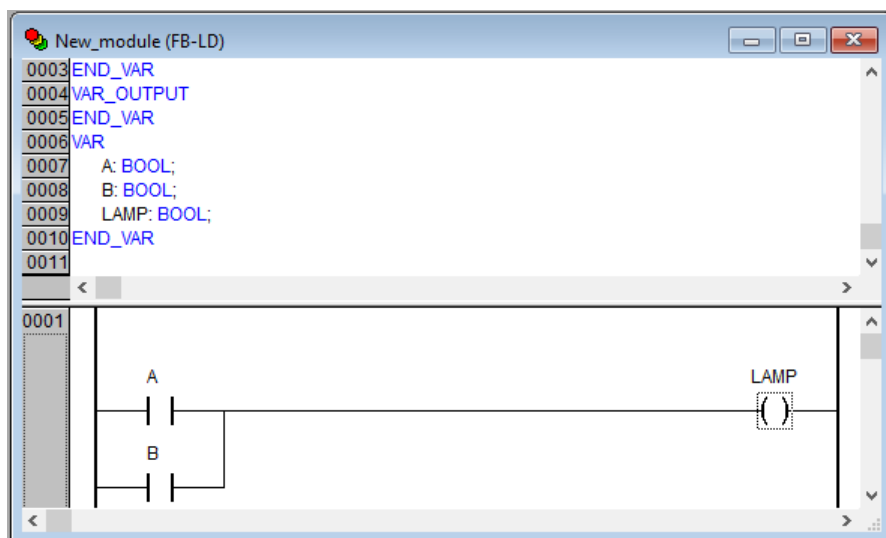 New_module (FB-LD)
0003 END_VAR
0004 VAR_OUTPUT
0005 END_VAR
0006 VAR
0007 A: BOOL;
0008 B: BOOL;
0009 LAMP: BOOL;
0010 END_VAR
0011
0001
A LAMP
B